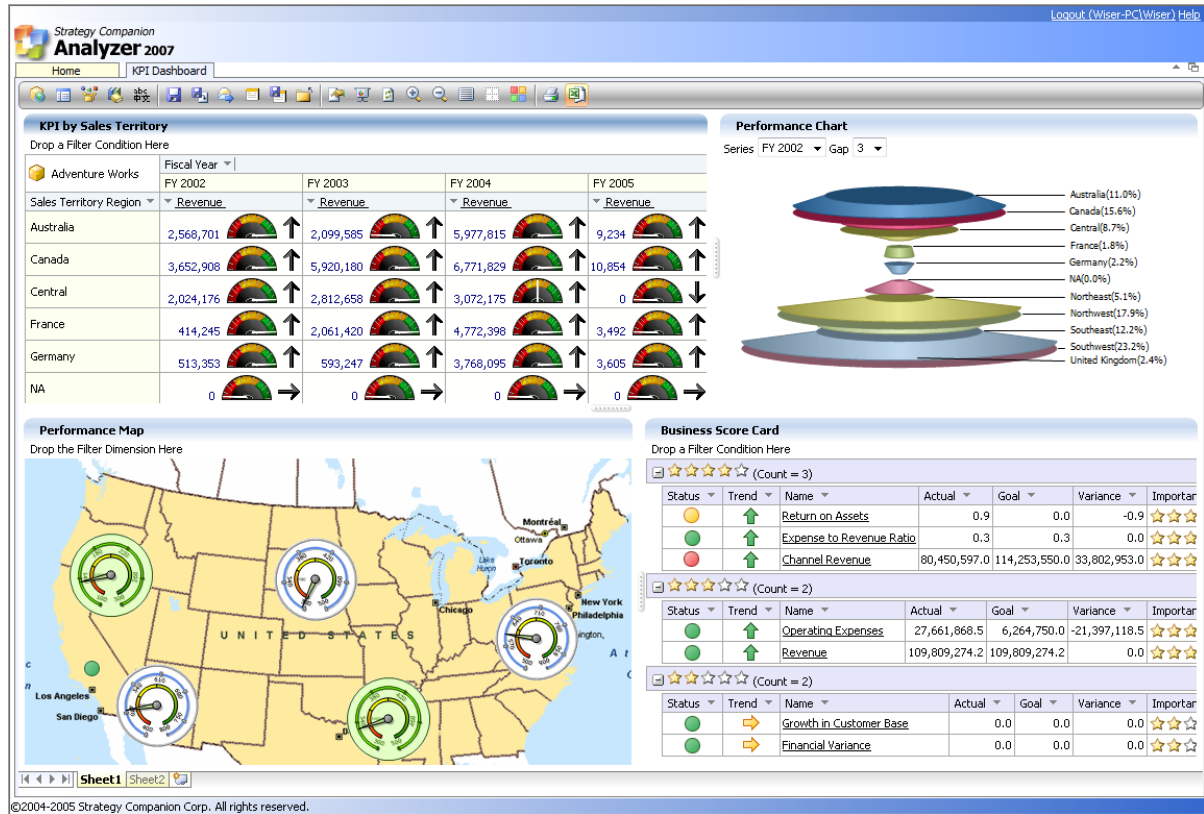 Logout (Wiser-PC\Wiser) Help
Strategy Companion
Analyzer 2007
Home KPI Dashboard
KPI by Sales Territory
Drop a Filter Condition Here
Adventure Works Fiscal Year
FY 2002 FY 2003 FY 2004 FY 2005
Sales Territory Region Revenue Revenue Revenue Revenue
Australia 2,568,701 2,099,585 5,977,815 9,234
Canada 3,652,908 5,920,180 6,771,829 10,854
Central 2,024,176 2,812,658 3,072,175 0
France 414,245 2,061,420 4,772,398 3,492
Germany 513,353 593,247 3,768,095 3,605
NA 0 0 0 0
Performance Chart
Series FY 2002 Gap 3
Australia(11.0%)
Canada(15.6%)
Central(8.7%)
France(1.8%)
Germany(2.2%)
NA(0.0%)
Northeast(5.1%)
Northwest(17.9%)
Southeast(12.2%)
Southwest(23.2%)
United Kingdom(2.4%)
Performance Map
Drop the Filter Dimension Here
Montréal
Ottawa
Lake
Huron
Toronto
Chicago
New York
Philadelphia
UNITED STATES
Los Angeles
San Diego
Business Score Card
Drop a Filter Condition Here
(Count = 3)
Status Trend Name Actual Goal Variance Importar
Return on Assets 0.9 0.0 -0.9
Expense to Revenue Ratio 0.3 0.3 0.0
Channel Revenue 80,450,597.0 114,253,550.0 33,802,953.0
(Count = 2)
Status Trend Name Actual Goal Variance Importar
Operating Expenses 27,661,868.5 6,264,750.0 -21,397,118.5
Revenue 109,809,274.2 109,809,274.2 0.0
(Count = 2)
Status Trend Name Actual Goal Variance Importar
Growth in Customer Base 0.0 0.0 0.0
Financial Variance 0.0 0.0 0.0
Sheet1 Sheet2
©2004-2005 Strategy Companion Corp. All rights reserved.